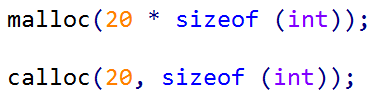 malloc(20 * sizeof (int));
calloc(20, sizeof (int));